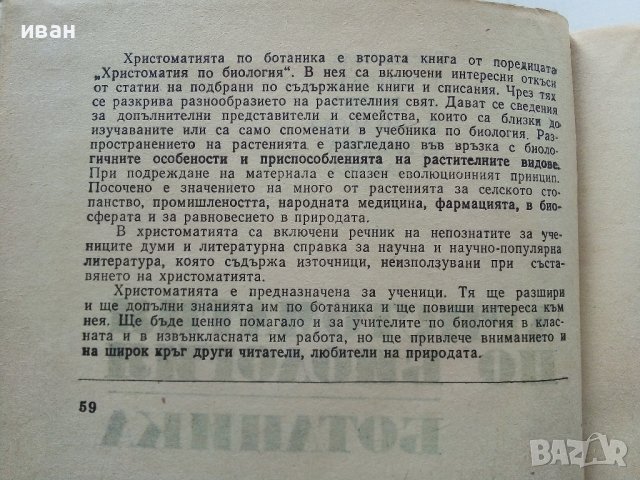 иван
Христоматията по ботаника е втората книга от поредицата
„Христоматия по биология“. В нея са включени интересни откъси
от статии на подбрани по съдържание книги и списания. Чрез тях
се разкрива разнообразието на растителния свят. Дават се сведения
за допълнителни представители и семейства, които са близки до
изучаваните или са само споменати в учебника по биология. Раз-
пространението на растенията е разгледано във връзка с биоло-
гичните особености и приспособленията на растителните видове.
При подреждане на материала е спазен еволюционният принцип.
Посочено е значението на много от растенията за селското сто-
панство, промишлеността, народната медицина, фармацията, в био-
сферата и за равновесието в природата.
В христоматията са включени речник на непознатите за уче-
ниците думи и литературна справка за научна и научно-популярна
литература, която съдържа източници, неизползувани при съста-
вянето на христоматията.
Христоматията е предназначена за ученици. Тя ще разшири
и ще допълни знанията им по ботаника и ще повиши интереса към
нея. Ще бъде ценно помагало и за учителите по биология в клас-
ната и в извънкласната им работа, но ще привлече вниманието и
на широк кръг други читатели, любители на природата.
59
БОТАНИКА
BAZAR